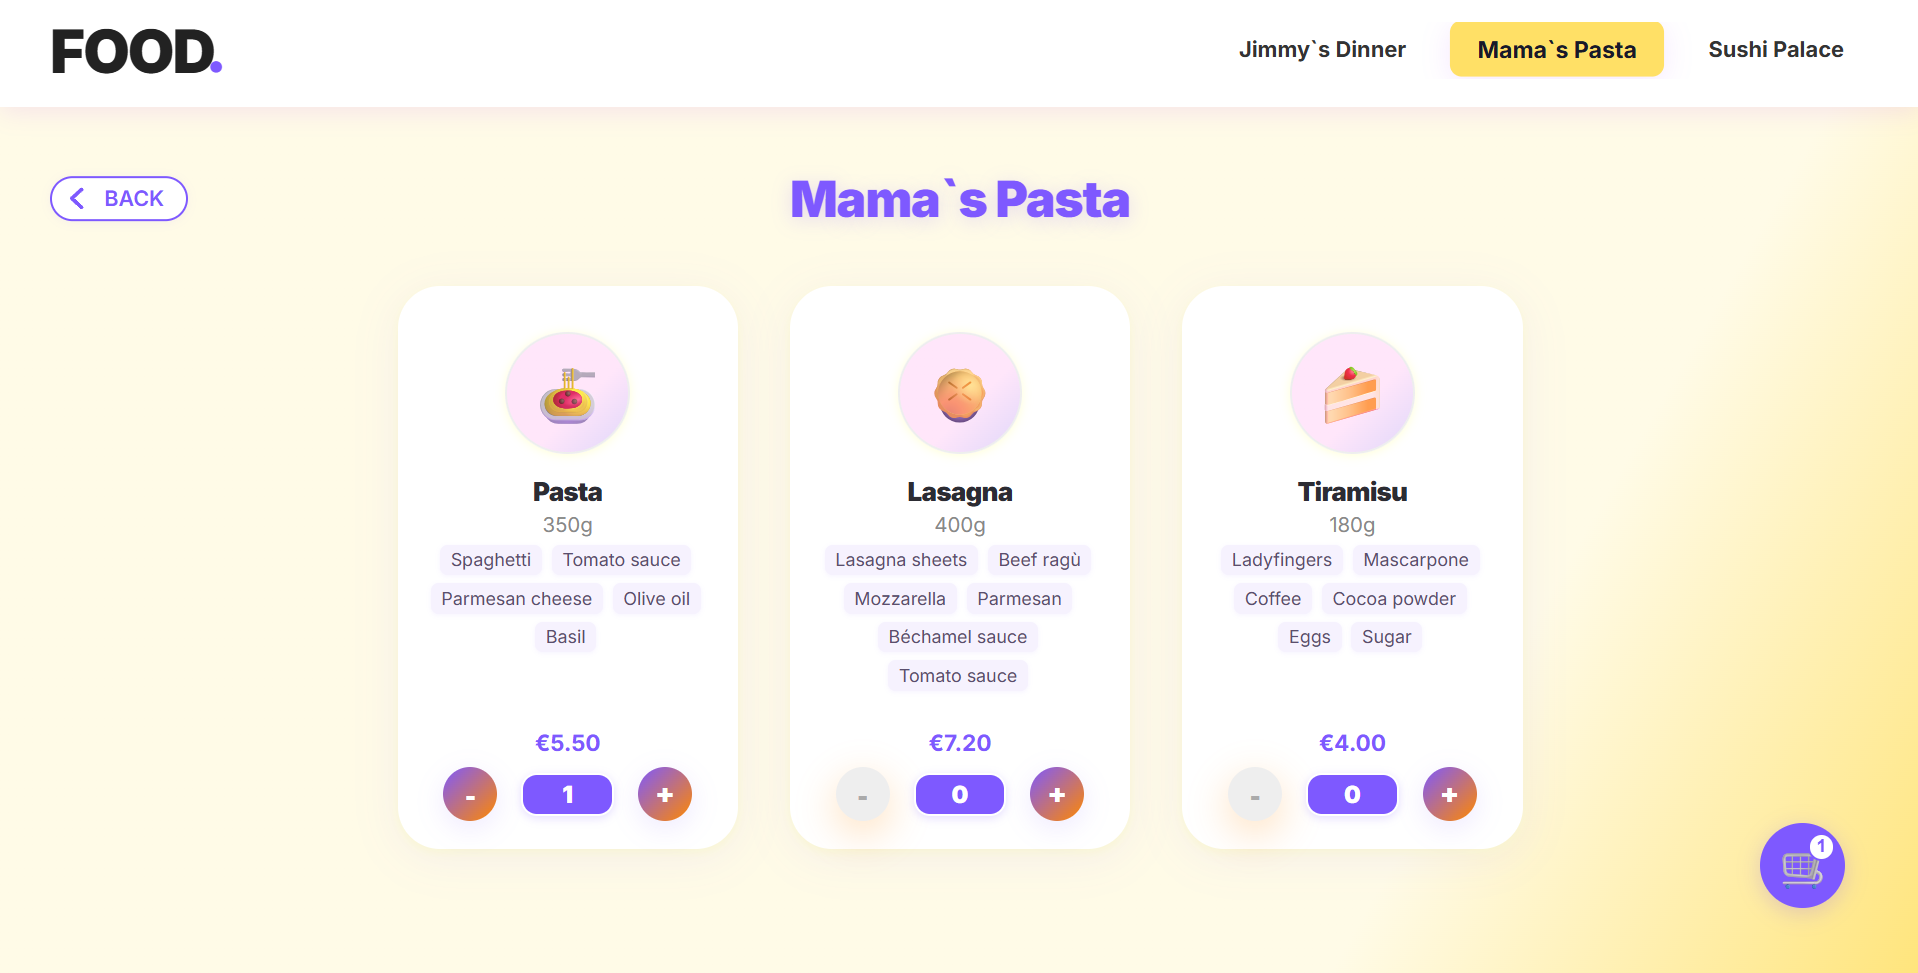 FOOD.
Jimmy`s Dinner
Mama`s Pasta
Sushi Palace
BACK
Mama`s Pasta
Pasta
350g
Spaghetti Tomato sauce
Parmesan cheese Olive oil
Basil
€5.50
- 1 +
Lasagna
400g
Lasagna sheets Beef ragù
Mozzarella Parmesan
Béchamel sauce
Tomato sauce
€7.20
- 0 +
Tiramisu
180g
Ladyfingers Mascarpone
Coffee Cocoa powder
Eggs Sugar
€4.00
- 0 +
1